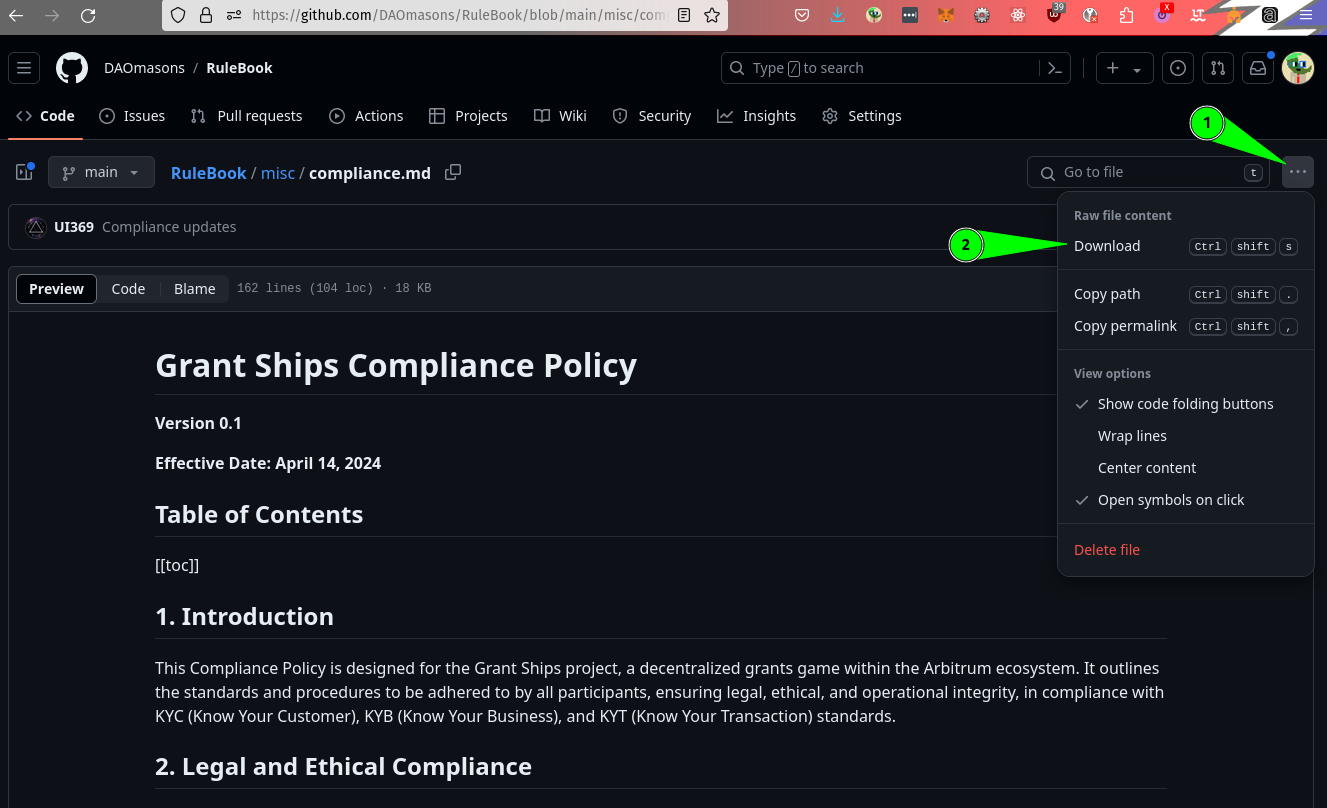 https://github.com/DAOmasons/RuleBook/blob/main/misc/com
39
X
DAOmasons / RuleBook
Type / to search
Code
Issues
Pull requests
Actions
Projects
Wiki
Security
Insights
Settings
1
main
RuleBook / misc / compliance.md
Go to file
t
UI369 Compliance updates
Raw file content
2
Download Ctrl shift s
Preview
Code
Blame
162 lines (104 loc) · 18 KB
Copy path Ctrl shift .
Copy permalink Ctrl shift ,
View options
Show code folding buttons
Wrap lines
Center content
Open symbols on click
Delete file
Grant Ships Compliance Policy
Version 0.1
Effective Date: April 14, 2024
Table of Contents
[[toc]]
1. Introduction
This Compliance Policy is designed for the Grant Ships project, a decentralized grants game within the Arbitrum ecosystem. It outlines
the standards and procedures to be adhered to by all participants, ensuring legal, ethical, and operational integrity, in compliance with
KYC (Know Your Customer), KYB (Know Your Business), and KYT (Know Your Transaction) standards.
2. Legal and Ethical Compliance